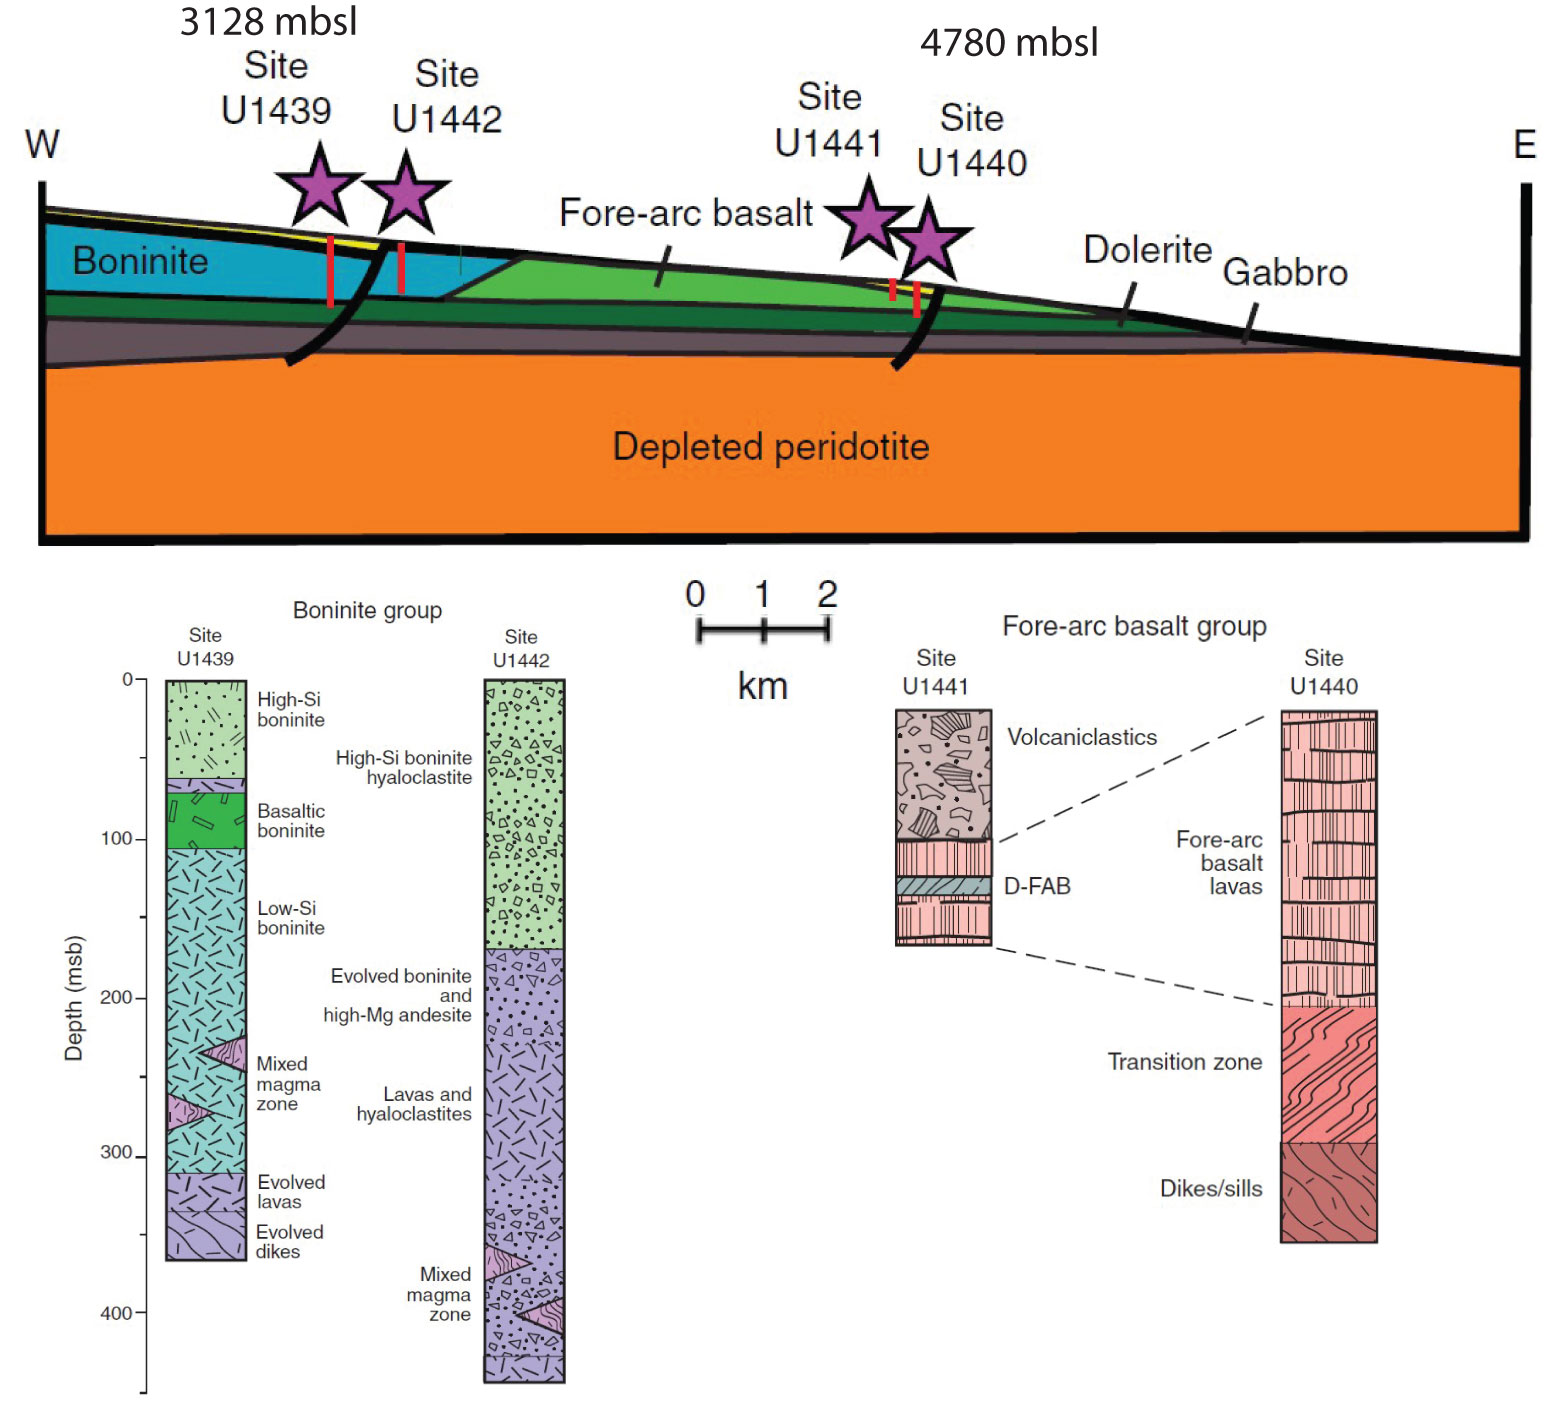 3128 mbsl
4780 mbsl
Site
U1439
Site
U1442
Site
U1441
Site
U1440
W
E
Fore-arc basalt
Dolerite
Gabbro
Boninite
Depleted peridotite
0 1 2
km
Boninite group
Fore-arc basalt group
Site
U1439
Site
U1442
Site
U1441
Site
U1440
Depth (msb)
0
100
200
300
400
High-Si
boninite
Basaltic
boninite
Low-Si
boninite
Mixed
magma
zone
Evolved
lavas
Evolved
dikes
High-Si boninite
hyaloclastite
Evolved boninite
and
high-Mg andesite
Lavas and
hyaloclastites
Mixed
magma
zone
Volcaniclastics
D-FAB
Fore-arc
basalt
lavas
Transition zone
Dikes/sills